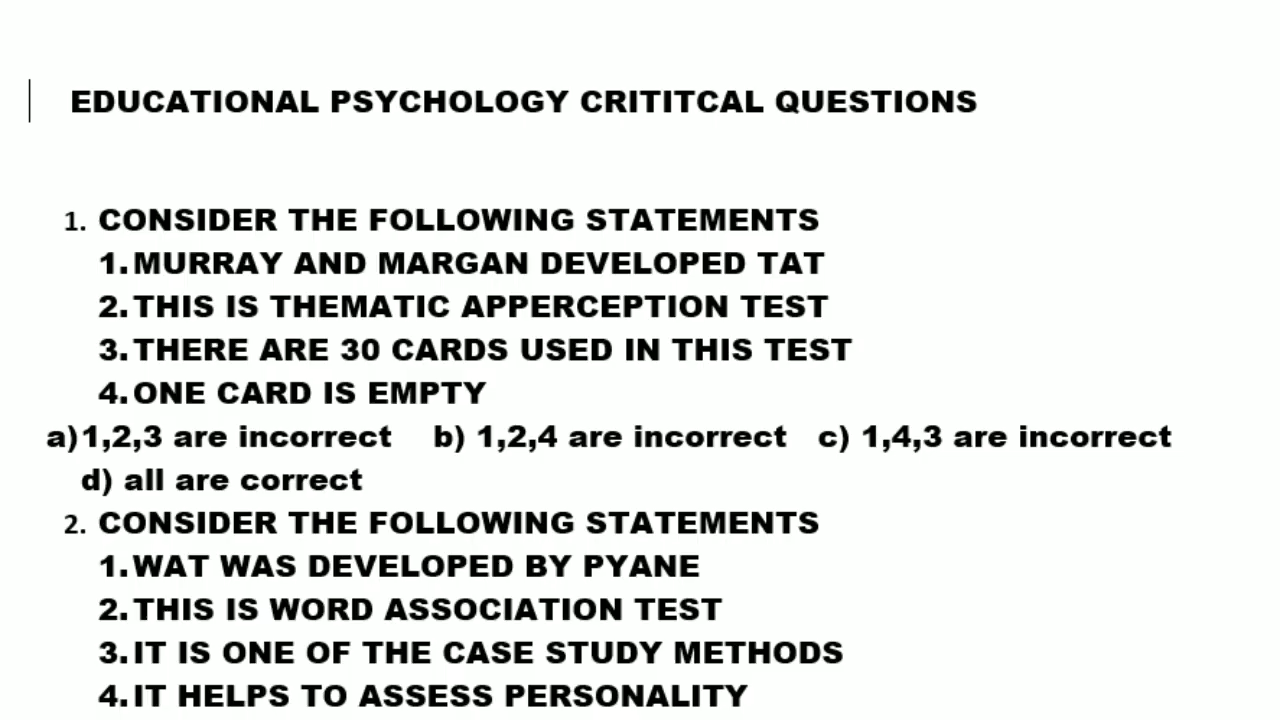 EDUCATIONAL PSYCHOLOGY CRITITCAL QUESTIONS
1. CONSIDER THE FOLLOWING STATEMENTS
1. MURRAY AND MARGAN DEVELOPED TAT
2. THIS IS THEMATIC APPERCEPTION TEST
3. THERE ARE 30 CARDS USED IN THIS TEST
4. ONE CARD IS EMPTY
a) 1,2,3 are incorrect b) 1,2,4 are incorrect c) 1,4,3 are incorrect
d) all are correct
2. CONSIDER THE FOLLOWING STATEMENTS
1. WAT WAS DEVELOPED BY PYANE
2. THIS IS WORD ASSOCIATION TEST
3. IT IS ONE OF THE CASE STUDY METHODS
4. IT HELPS TO ASSESS PERSONALITY